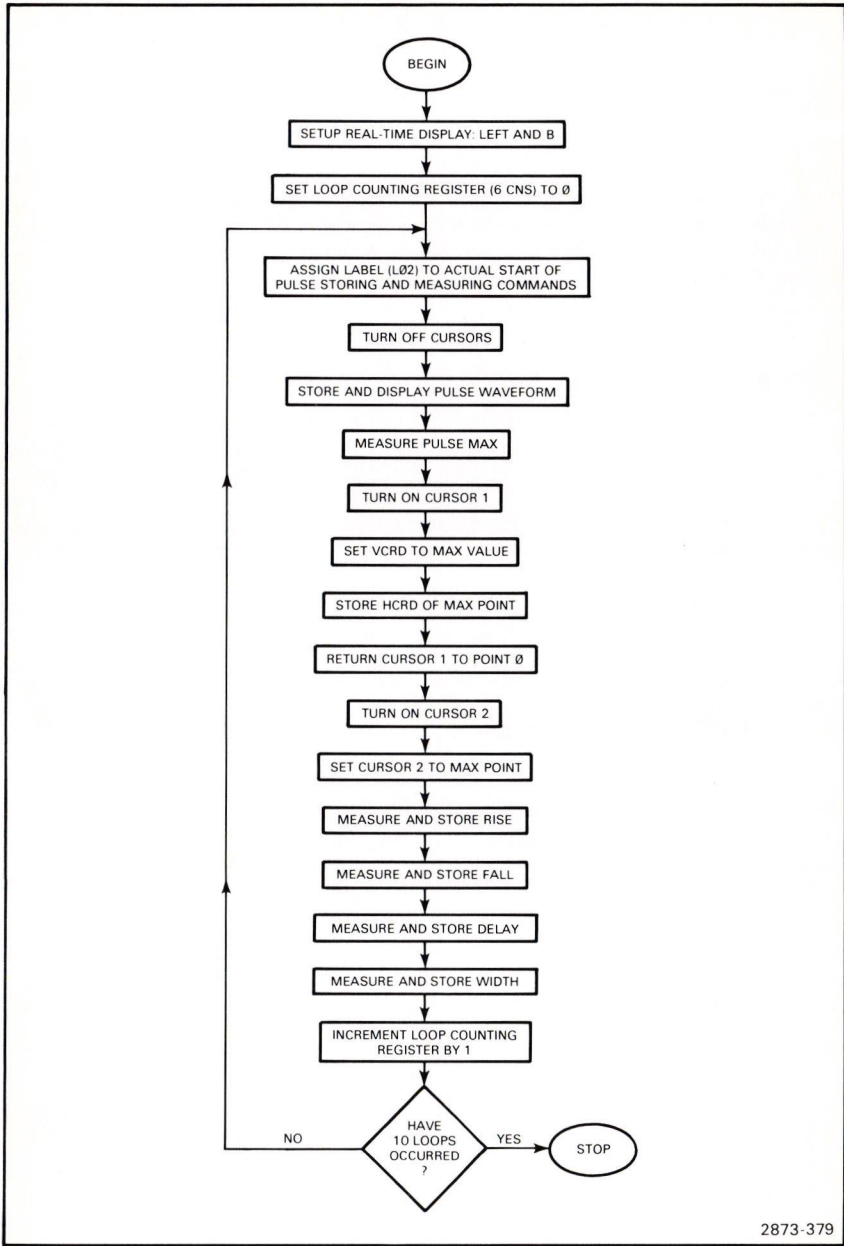 BEGIN
SETUP REAL-TIME DISPLAY: LEFT AND B
SET LOOP COUNTING REGISTER (6 CNS) TO Ø
ASSIGN LABEL (LØ2) TO ACTUAL START OF
PULSE STORING AND MEASURING COMMANDS
TURN OFF CURSORS
STORE AND DISPLAY PULSE WAVEFORM
MEASURE PULSE MAX
TURN ON CURSOR 1
SET VCRD TO MAX VALUE
STORE HCRD OF MAX POINT
RETURN CURSOR 1 TO POINT Ø
TURN ON CURSOR 2
SET CURSOR 2 TO MAX POINT
MEASURE AND STORE RISE
MEASURE AND STORE FALL
MEASURE AND STORE DELAY
MEASURE AND STORE WIDTH
INCREMENT LOOP COUNTING
REGISTER BY 1
HAVE
10 LOOPS
OCCURRED
?
NO
YES
STOP
2873-379